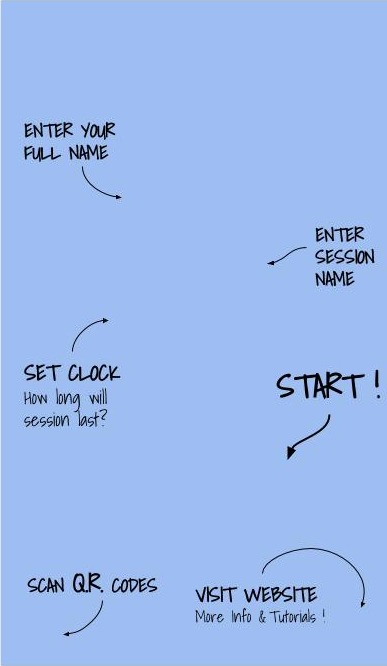 ENTER YOUR
FULL NAME
ENTER
SESSION
NAME
SET CLOCK
How long will
session last?
START !
SCAN Q.R. CODES
VISIT WEBSITE
More Info & Tutorials !